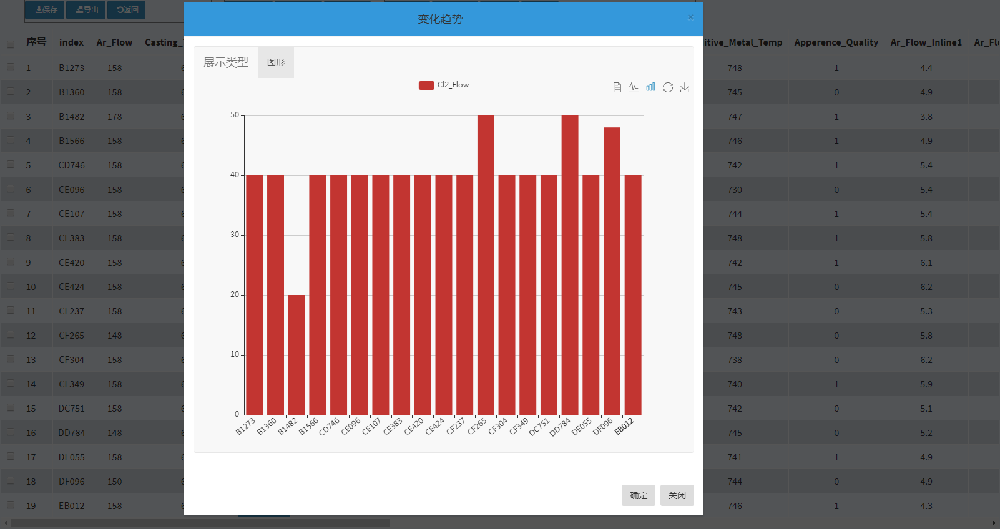 保存 导出 返回
变化趋势 ×
序号 index Ar_Flow Casting_ itive_Metal_Temp Apperence_Quality Ar_Flow_Inline1 Ar_Fl
展示类型 图形
Cl2_Flow
50
40
30
20
10
0
B1273 B1360 B1482 B1566 CD746 CE096 CE107 CE383 CE420 CE424 CF237 CF265 CF304 CF349 DC751 DD784 DE055 DF096 EB012
1 B1273 158 6 748 1 4.4
2 B1360 158 6 745 0 4.9
3 B1482 178 6 747 1 3.8
4 B1566 158 6 746 1 4.9
5 CD746 158 6 742 1 5.4
6 CE096 158 6 730 0 5.4
7 CE107 158 6 744 1 5.4
8 CE383 158 6 748 1 5.8
9 CE420 158 6 742 1 6.1
10 CE424 158 6 745 0 6.2
11 CF237 158 6 743 0 5.3
12 CF265 148 6 748 0 5.8
13 CF304 158 6 738 0 6.2
14 CF349 158 6 740 1 5.9
15 DC751 158 6 742 0 5.1
16 DD784 148 6 745 0 5.2
17 DE055 158 6 741 1 4.9
18 DF096 150 6 744 0 4.9
19 EB012 158 6 746 1 4.3
确定 关闭